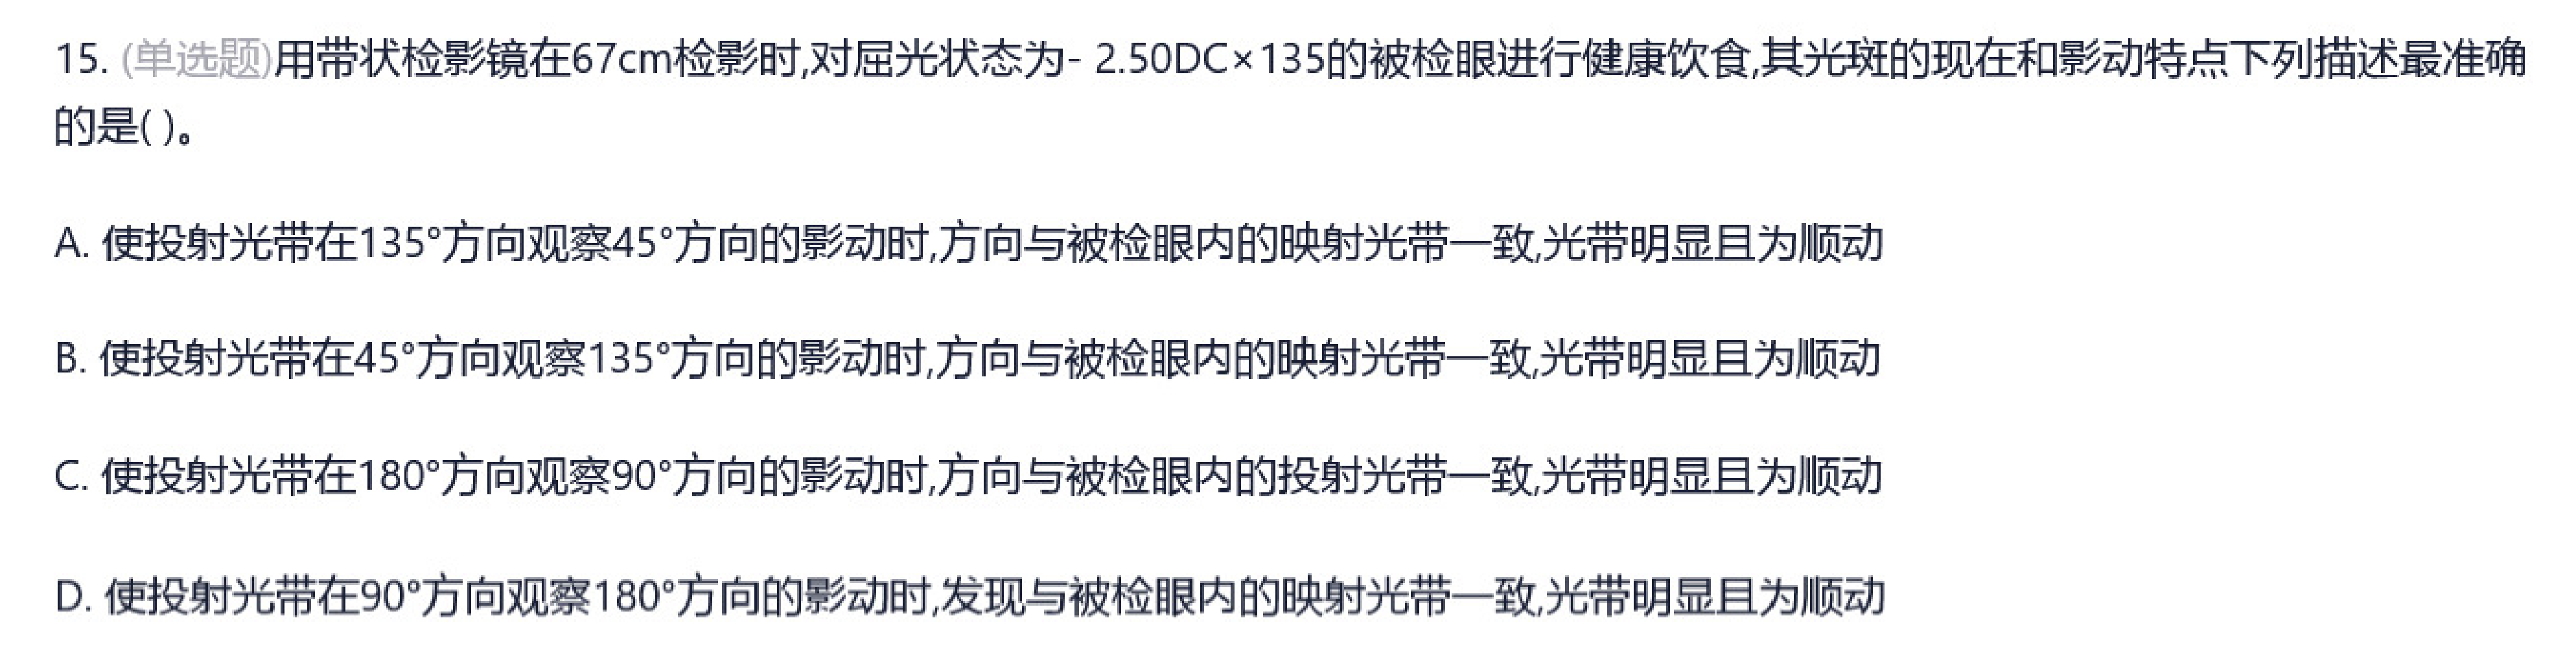 15. (单选题)用带状检影镜在67cm检影时,对屈光状态为- 2.50DC×135的被检眼进行健康饮食,其光斑的现在和影动特点下列描述最准确
的是( )。
A. 使投射光带在135°方向观察45°方向的影动时,方向与被检眼内的映射光带一致,光带明显且为顺动
B. 使投射光带在45°方向观察135°方向的影动时,方向与被检眼内的映射光带一致,光带明显且为顺动
C. 使投射光带在180°方向观察90°方向的影动时,方向与被检眼内的投射光带一致,光带明显且为顺动
D. 使投射光带在90°方向观察180°方向的影动时,发现与被检眼内的映射光带一致,光带明显且为顺动